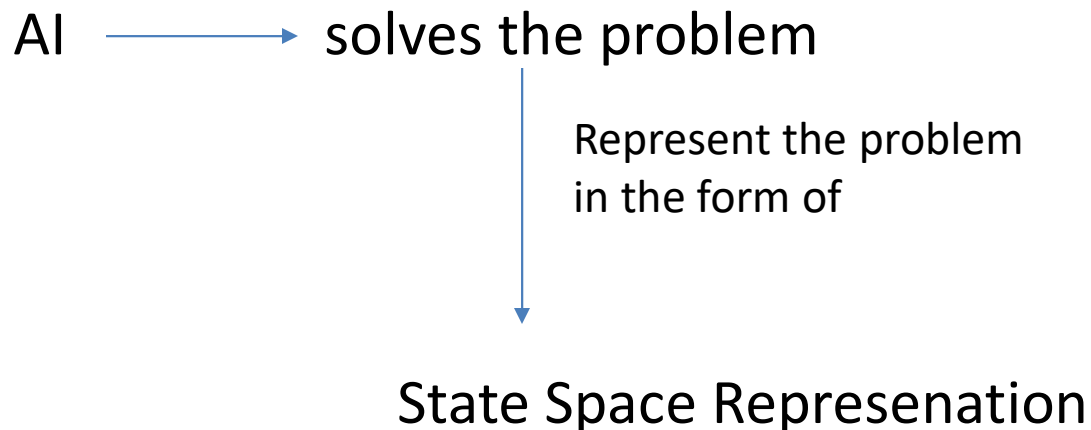 AI
solves the problem
Represent the problem
in the form of
State Space Represenation